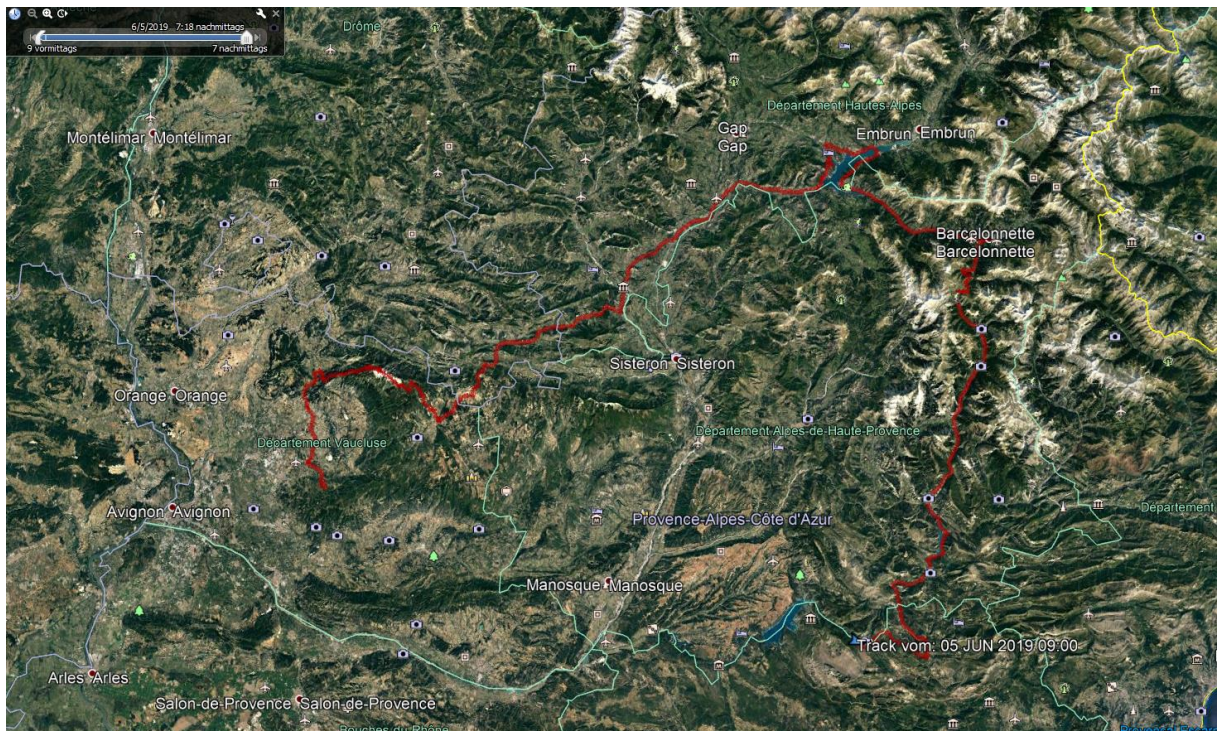 6/5/2019 7:18 nachmittags
9 vormittags 7 nachmittags
Drôme
Montélimar Montélimar
Département Hautes-Alpes
Gap
Gap
Embrun Embrun
Barcelonnette
Barcelonnette
Sisteron Sisteron
Orange Orange
Département Vaucluse
Département Alpes-de-Haute-Provence
Avignon Avignon
Département
Provence-Alpes-Côte d'Azur
Manosque Manosque
Track vom: 05 JUN 2019 09:00
Arles Arles
Salon-de-Provence Salon-de-Provence